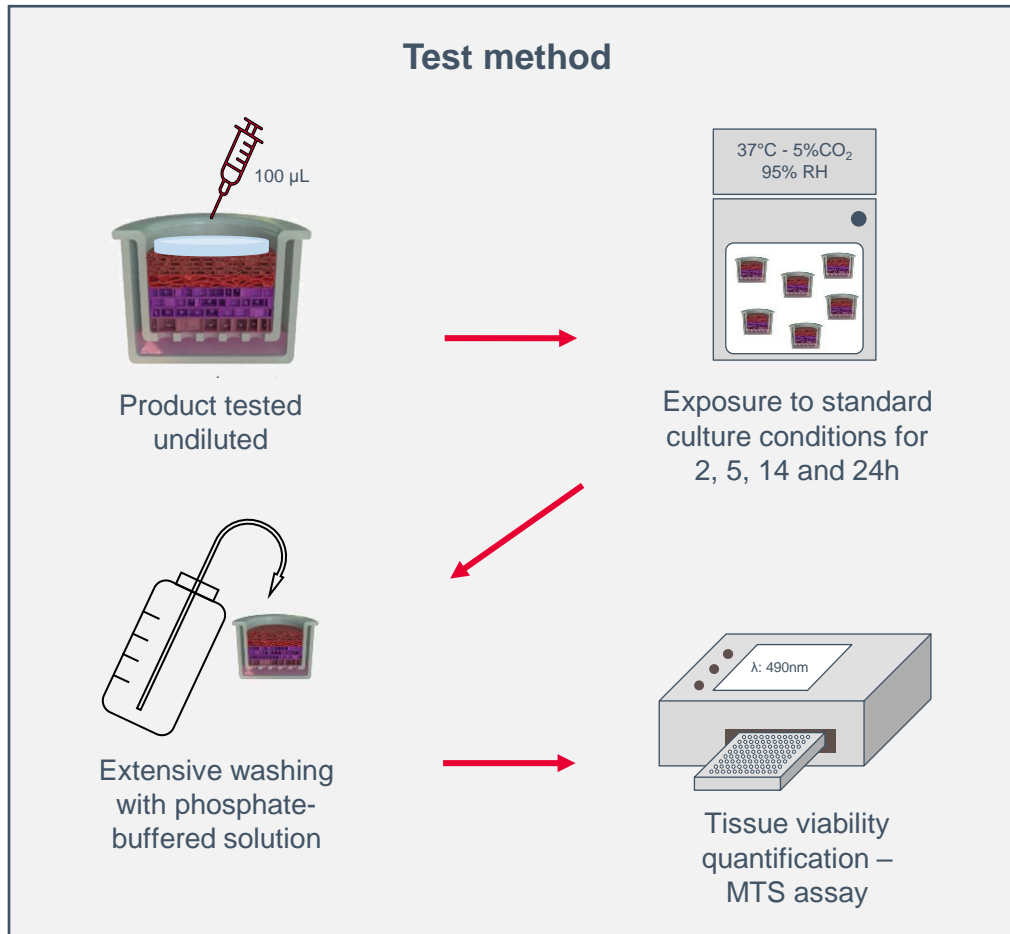 Test method
100 µL
37°C - 5%CO₂
95% RH
Product tested
undiluted
Exposure to standard
culture conditions for
2, 5, 14 and 24h
λ: 490nm
Extensive washing
with phosphate-
buffered solution
Tissue viability
quantification –
MTS assay